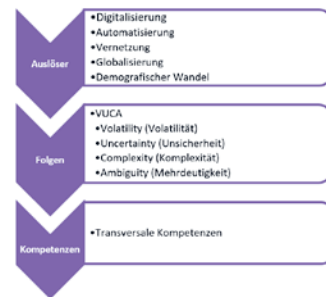 Auslöser
•Digitalisierung
•Automatisierung
•Vernetzung
•Globalisierung
•Demografischer Wandel
Folgen
•VUCA
•Volatility (Volatilität)
•Uncertainty (Unsicherheit)
•Complexity (Komplexität)
•Ambiguity (Mehrdeutigkeit)
Kompetenzen
•Transversale Kompetenzen